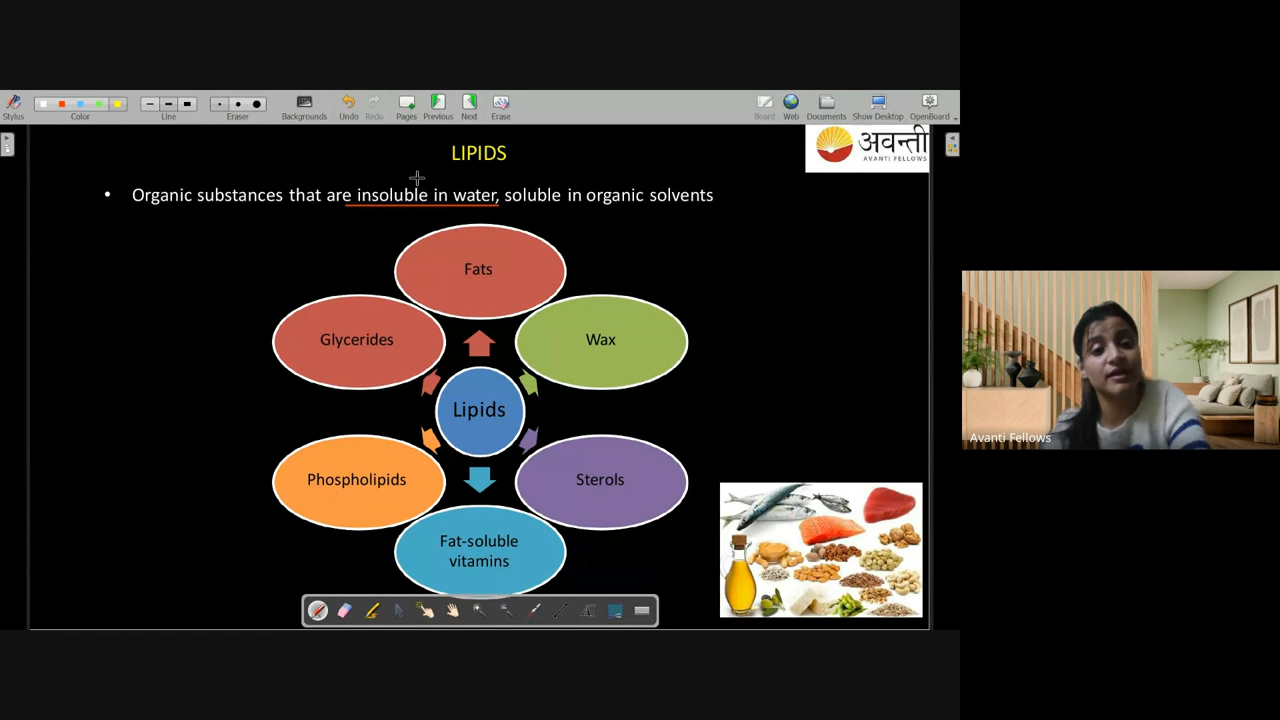 Stylus
Color
Line
Eraser
Backgrounds
Undo
Redo
Pages
Previous
Next
Erase
Board
Web
Documents
Show Desktop
OpenBoard
LIPIDS
अवन्ती
AVANTI FELLOWS
• Organic substances that are insoluble in water, soluble in organic solvents
Fats
Glycerides
Wax
Lipids
Phospholipids
Sterols
Fat-soluble
vitamins
Avanti Fellows